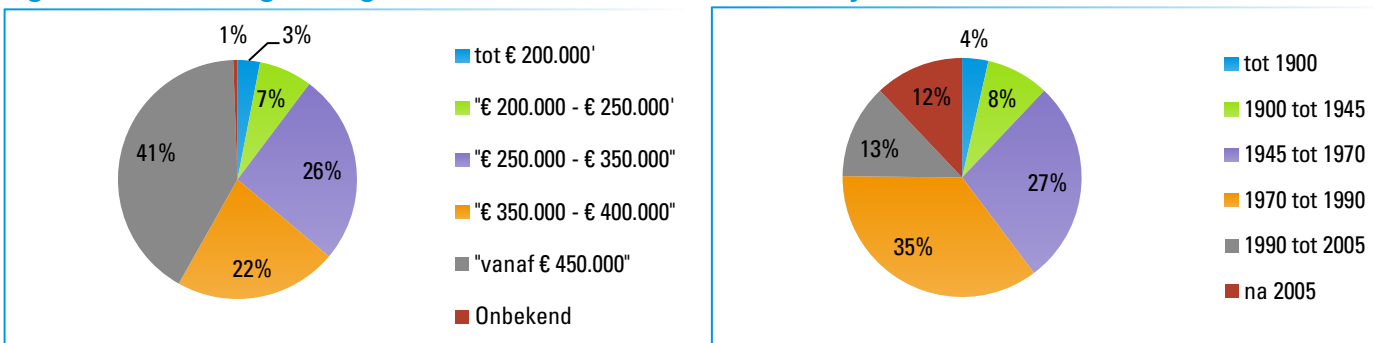 1%
3%
7%
26%
22%
41%
tot € 200.000'
"€ 200.000 - € 250.000'
"€ 250.000 - € 350.000"
"€ 350.000 - € 400.000"
"vanaf € 450.000"
Onbekend
4%
8%
27%
35%
13%
12%
tot 1900
1900 tot 1945
1945 tot 1970
1970 tot 1990
1990 tot 2005
na 2005